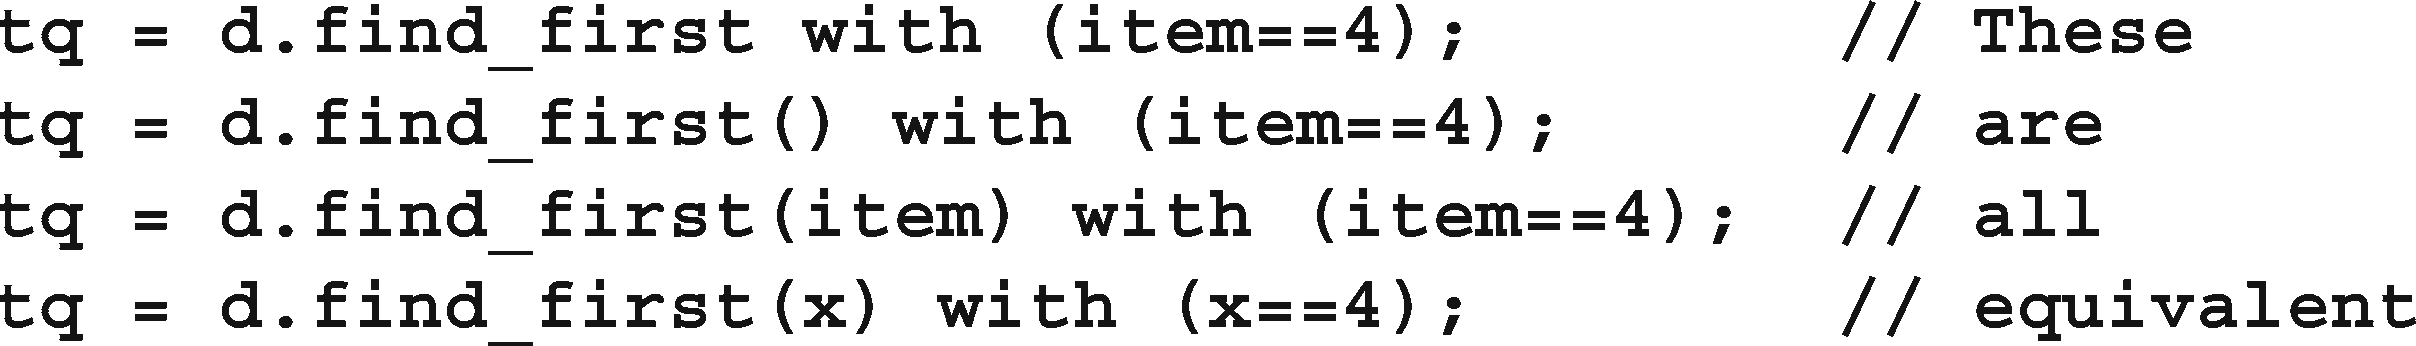 tq = d.find_first with (item==4);        // These
tq = d.find_first() with (item==4);      // are
tq = d.find_first(item) with (item==4);  // all
tq = d.find_first(x) with (x==4);        // equivalent